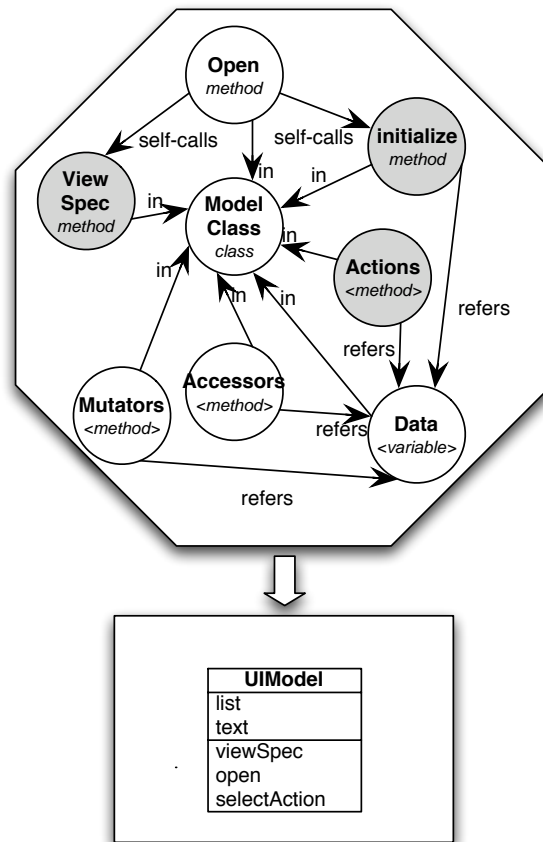 Open
method
self-calls
self-calls
initialize
method
in
in
View
Spec
method
in
Model
Class
class
in
Actions
<method>
in
in
in
refers
refers
Accessors
<method>
Mutators
<method>
refers
Data
<variable>
refers
UIModel
list
text
viewSpec
open
selectAction